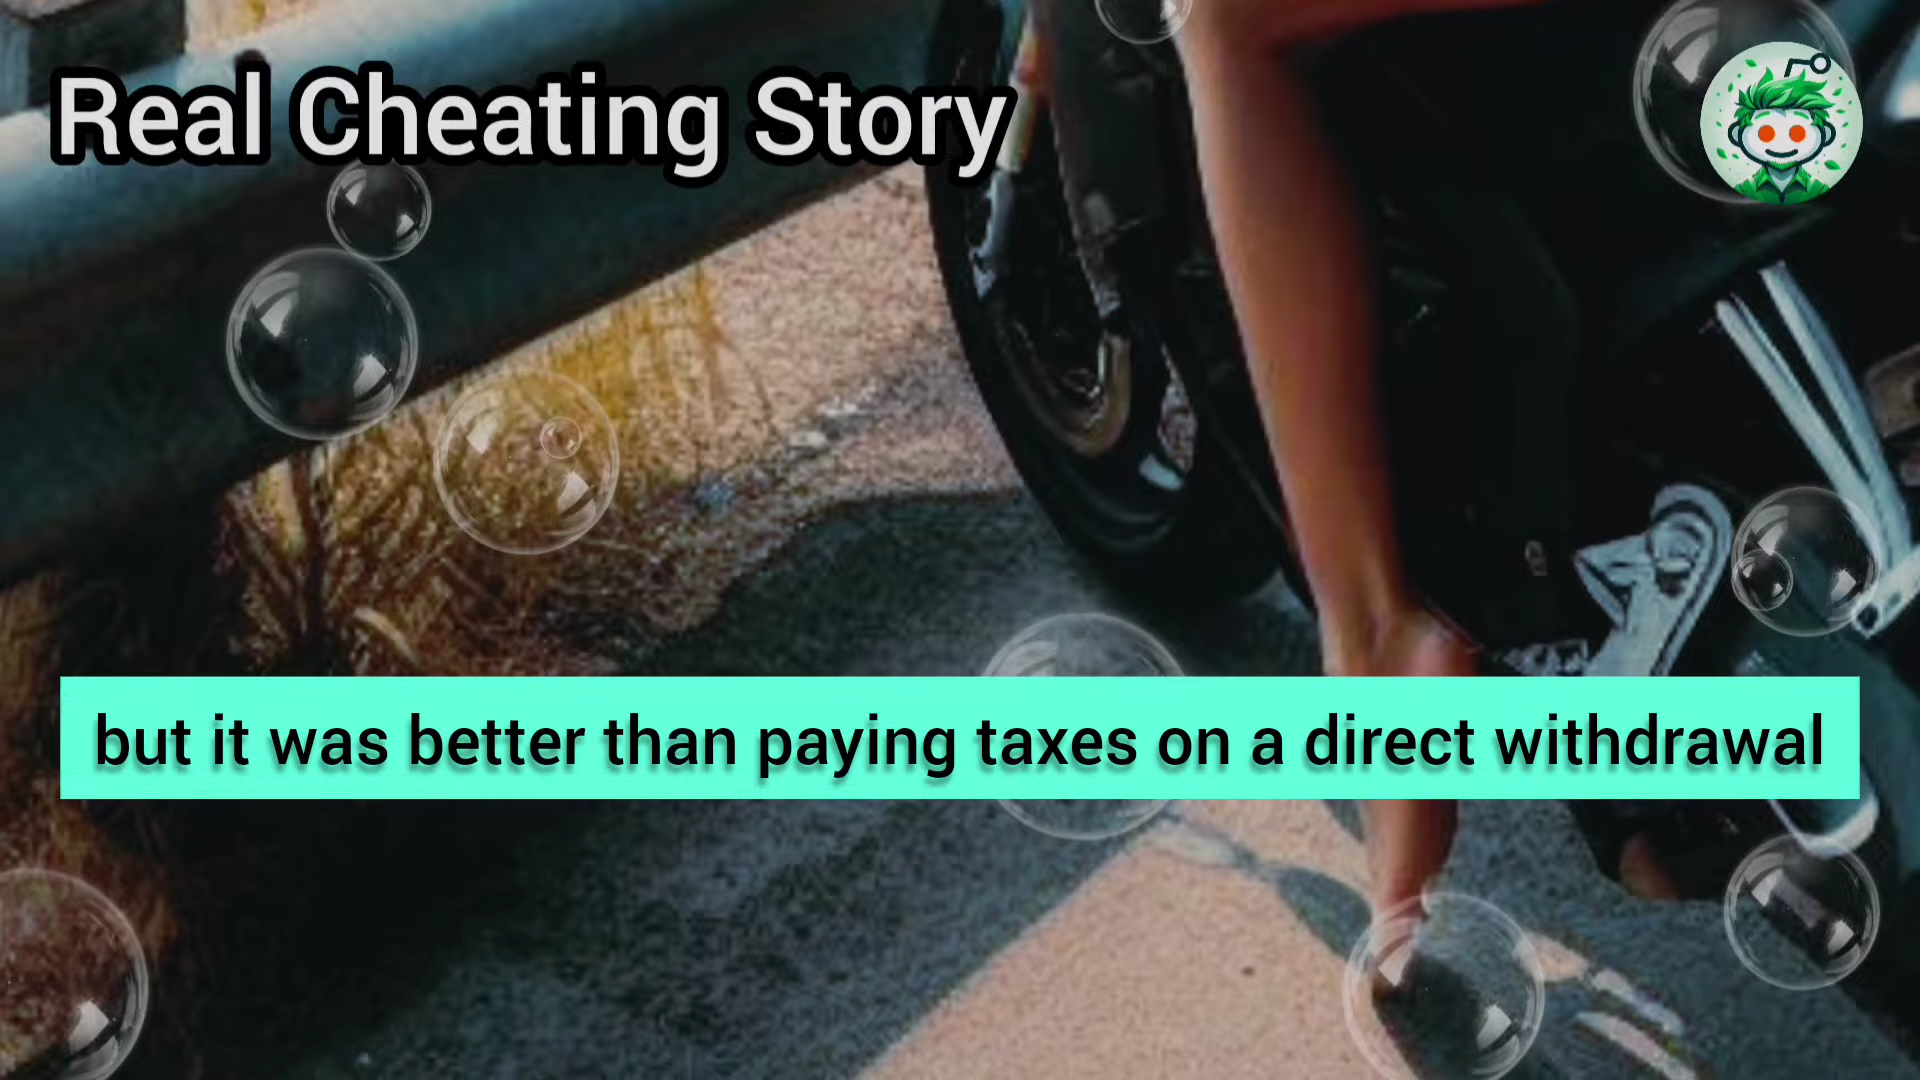 Real Cheating Story
but it was better than paying taxes on a direct withdrawal